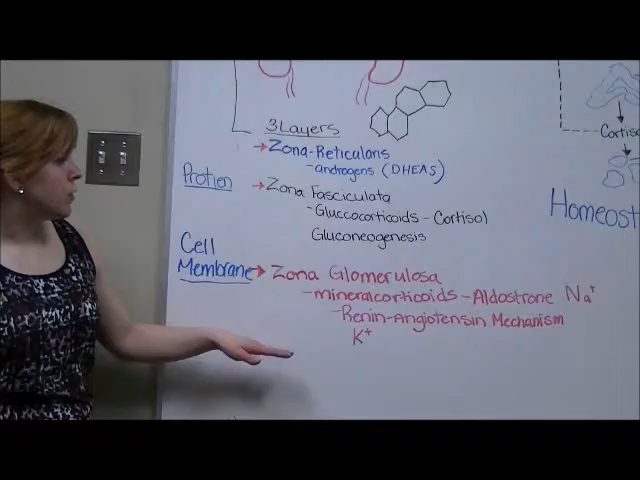 3 Layers
Zona-Reticularis
-androgens (DHEAS)
Protien
Zona Fasciculata
-Gluccocorticoids - Cortisol
Gluconeogenesis
Cell
Membrane
Zona Glomerulosa
-mineralcorticoids - Aldostrone Na+
-Renin-Angiotensin Mechanism
K+
Cortiso
Homeost